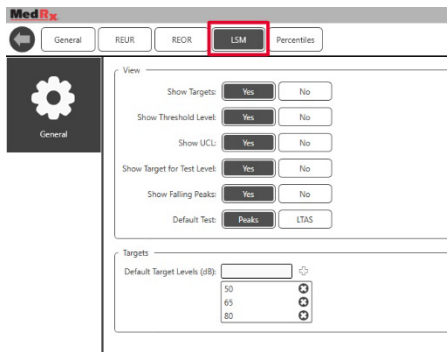 MedRx
General REUR REOR LSM Percentiles
General
View
Show Targets: Yes No
Show Threshold Level: Yes No
Show UCL: Yes No
Show Target for Test Level: Yes No
Show Falling Peaks: Yes No
Default Test: Peaks LTAS
Targets
Default Target Levels (dB):
50
65
80